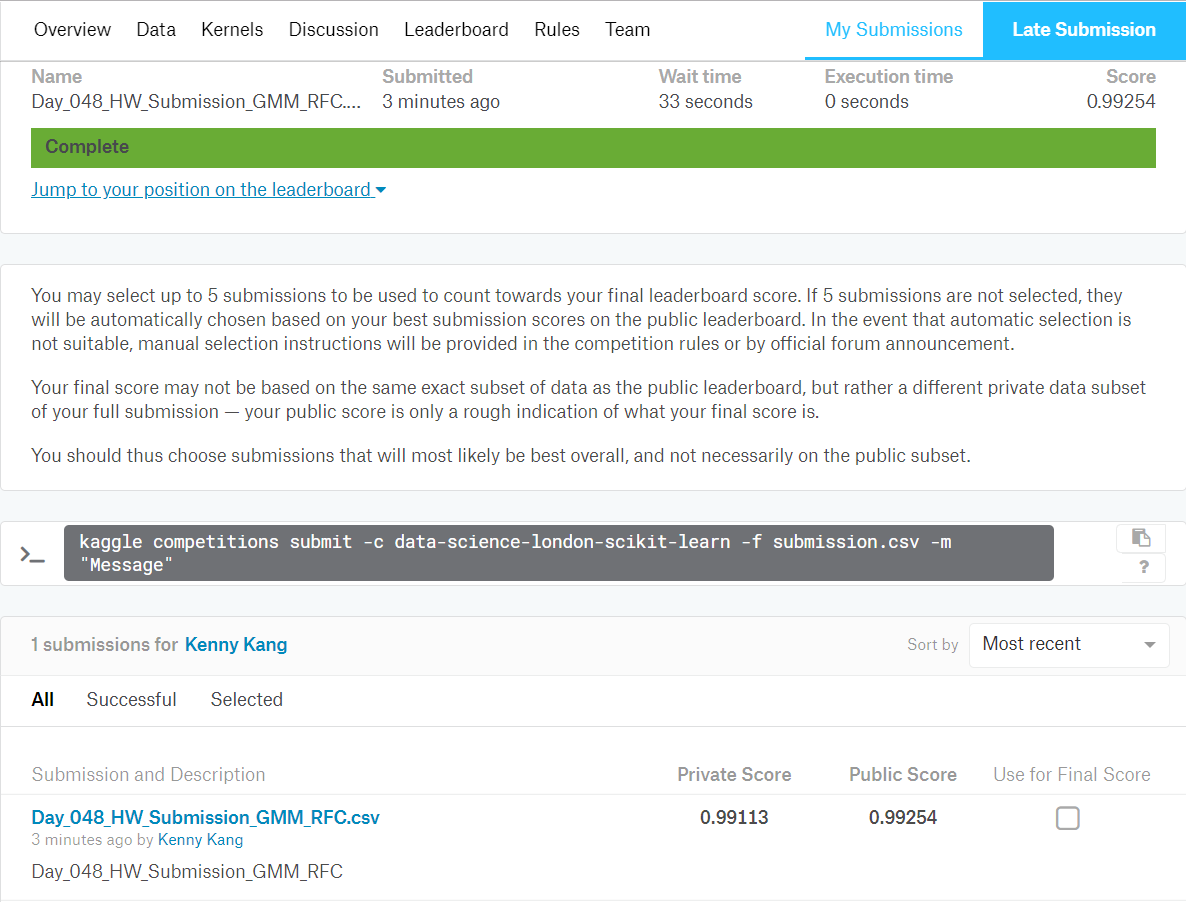 Overview Data Kernels Discussion Leaderboard Rules Team My Submissions Late Submission
Name Submitted Wait time Execution time Score
Day_048_HW_Submission_GMM_RFC.... 3 minutes ago 33 seconds 0 seconds 0.99254
Complete
Jump to your position on the leaderboard
You may select up to 5 submissions to be used to count towards your final leaderboard score. If 5 submissions are not selected, they
will be automatically chosen based on your best submission scores on the public leaderboard. In the event that automatic selection is
not suitable, manual selection instructions will be provided in the competition rules or by official forum announcement.
Your final score may not be based on the same exact subset of data as the public leaderboard, but rather a different private data subset
of your full submission — your public score is only a rough indication of what your final score is.
You should thus choose submissions that will most likely be best overall, and not necessarily on the public subset.
>_ kaggle competitions submit -c data-science-london-scikit-learn -f submission.csv -m
"Message"
?
1 submissions for Kenny Kang Sort by Most recent
All Successful Selected
Submission and Description Private Score Public Score Use for Final Score
Day_048_HW_Submission_GMM_RFC.csv 0.99113 0.99254
3 minutes ago by Kenny Kang
Day_048_HW_Submission_GMM_RFC